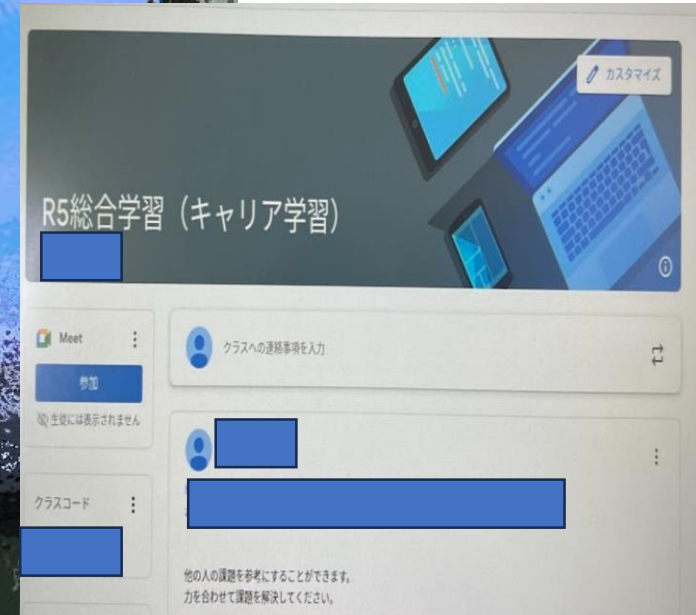 カスタマイズ
R5総合学習（キャリア学習）
Meet
参加
生徒には表示されません
クラスへの連絡事項を入力
クラスコード
他の人の課題を参考にすることができます。
力を合わせて課題を解決してください。